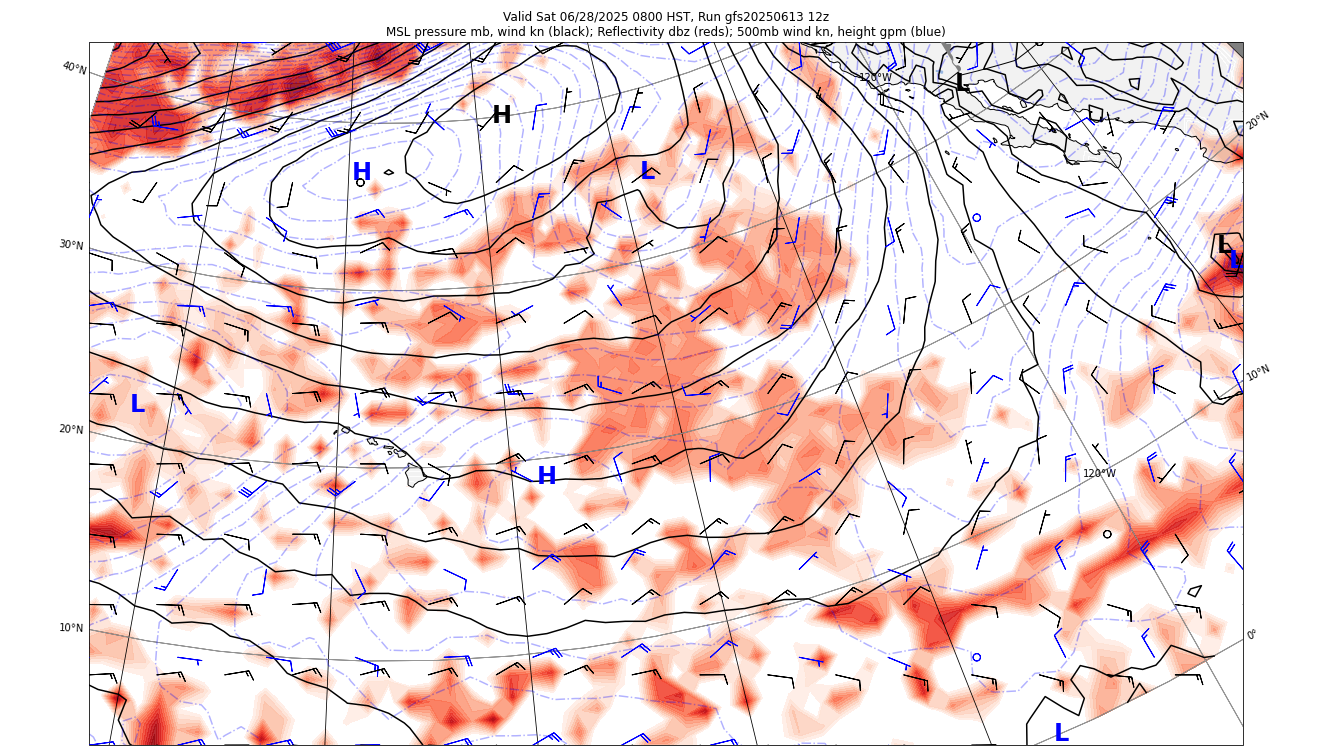 Valid Sat 06/28/2025 0800 HST, Run gfs20250613 12z
MSL pressure mb, wind kn (black); Reflectivity dbz (reds); 500mb wind kn, height gpm (blue)
40°N
120°W
L
H
20°N
H
L
30°N
L
L
10°N
L
20°N
H
120°W
10°N
0°
L